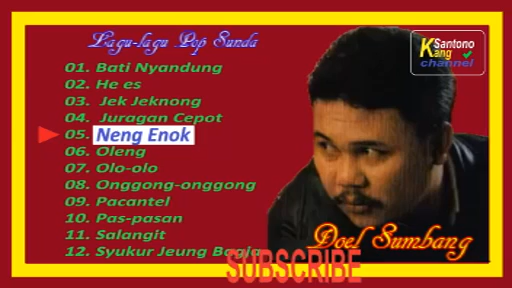 Lagu-lagu Pop Sunda
Santono
Kang
channel
01. Bati Nyandung
02. He es
03. Jek Jeknong
04. Juragan Cepot
05. Neng Enok
06. Oleng
07. Olo-olo
08. Onggong-onggong
09. Pacantel
10. Pas-pasan
11. Salangit
12. Syukur Jeung Bagja
Doel Sumbang
SUBSCRIBE